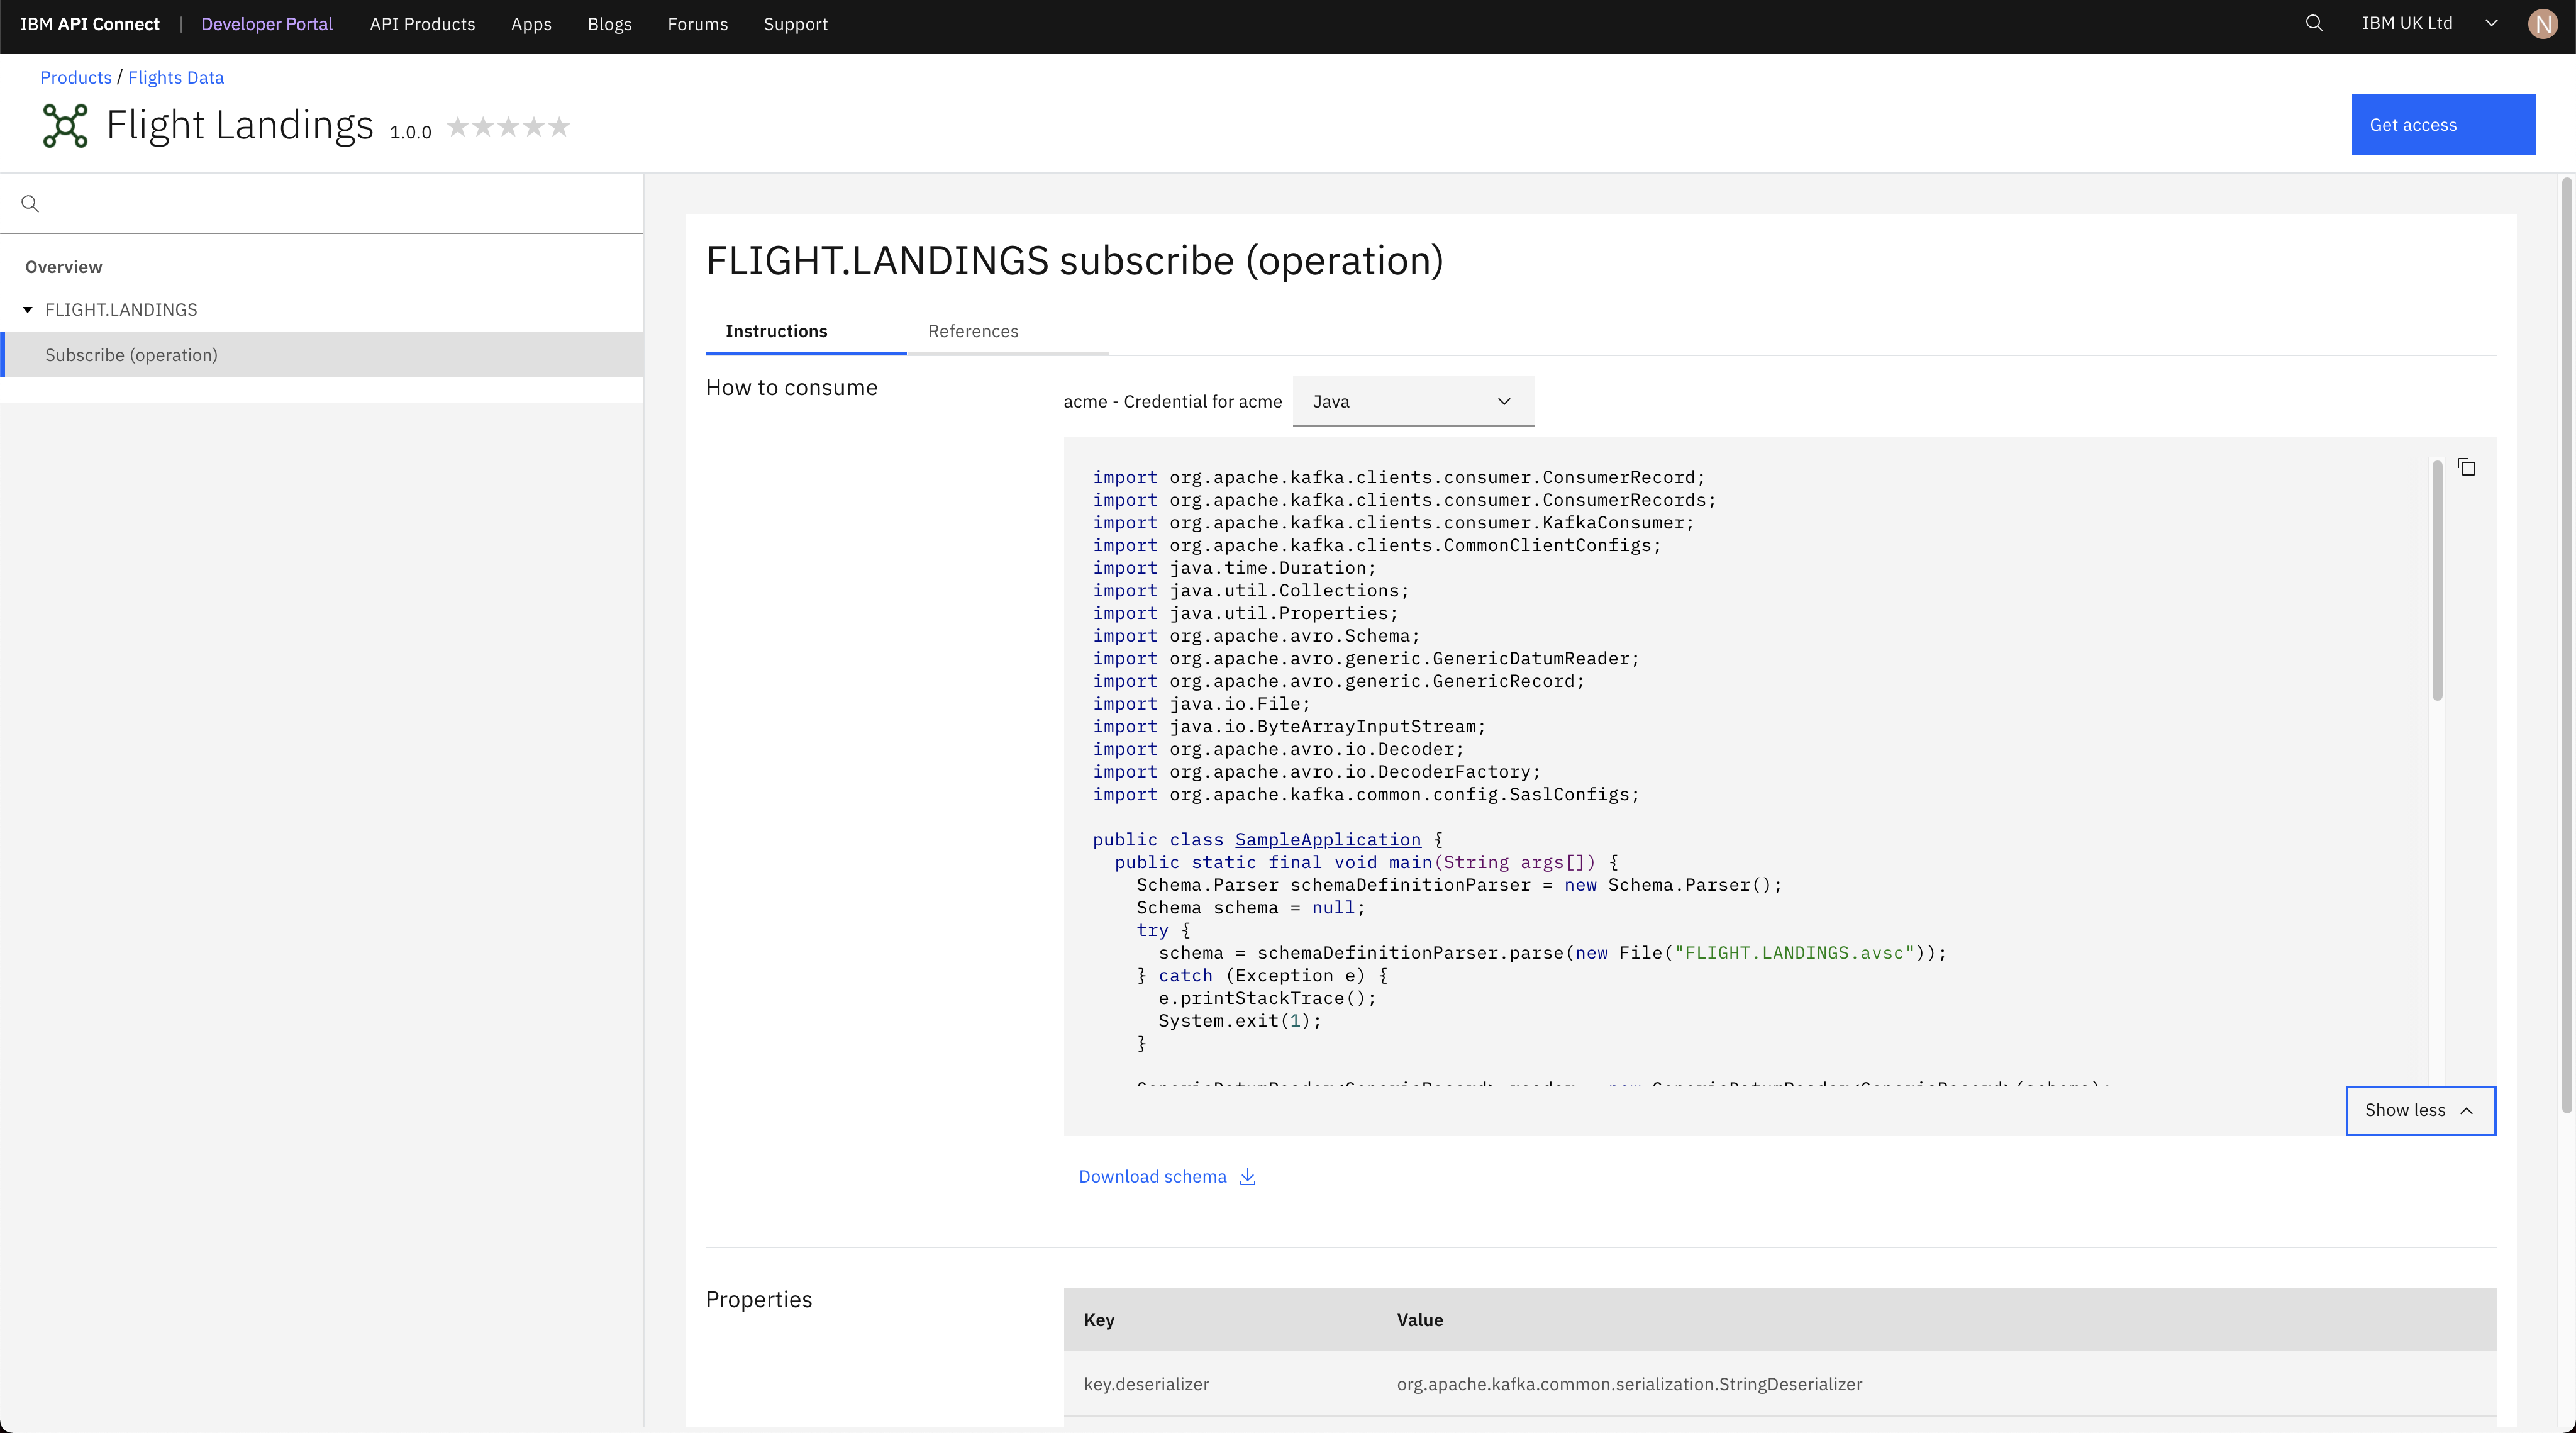 IBM API Connect | Developer Portal API Products Apps Blogs Forums Support IBM UK Ltd N
Products / Flights Data
Flight Landings 1.0.0
Get access
Overview
FLIGHT.LANDINGS
Subscribe (operation)
FLIGHT.LANDINGS subscribe (operation)
Instructions References
How to consume
acme - Credential for acme Java
import org.apache.kafka.clients.consumer.ConsumerRecord;
import org.apache.kafka.clients.consumer.ConsumerRecords;
import org.apache.kafka.clients.consumer.KafkaConsumer;
import org.apache.kafka.clients.CommonClientConfigs;
import java.time.Duration;
import java.util.Collections;
import java.util.Properties;
import org.apache.avro.Schema;
import org.apache.avro.generic.GenericDatumReader;
import org.apache.avro.generic.GenericRecord;
import java.io.File;
import java.io.ByteArrayInputStream;
import org.apache.avro.io.Decoder;
import org.apache.avro.io.DecoderFactory;
import org.apache.kafka.common.config.SaslConfigs;
public class SampleApplication {
public static final void main(String args[]) {
Schema.Parser schemaDefinitionParser = new Schema.Parser();
Schema schema = null;
try {
schema = schemaDefinitionParser.parse(new File("FLIGHT.LANDINGS.avsc"));
} catch (Exception e) {
e.printStackTrace();
System.exit(1);
}
Show less
Download schema
Properties
Key Value
key.deserializer org.apache.kafka.common.serialization.StringDeserializer